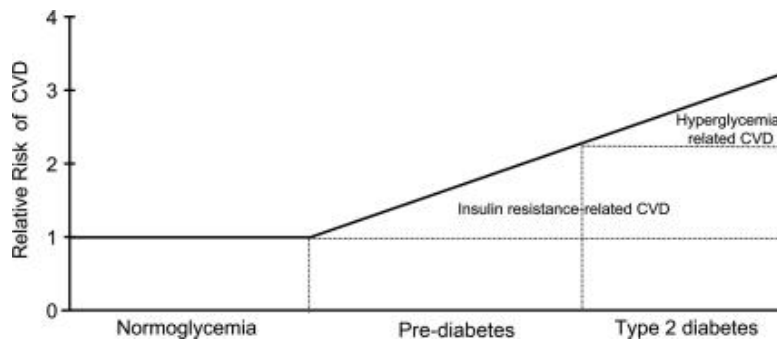 Relative Risk of CVD
4
3
2
1
0
Hyperglycemia
related CVD
Insulin resistance-related CVD
Normoglycemia
Pre-diabetes
Type 2 diabetes